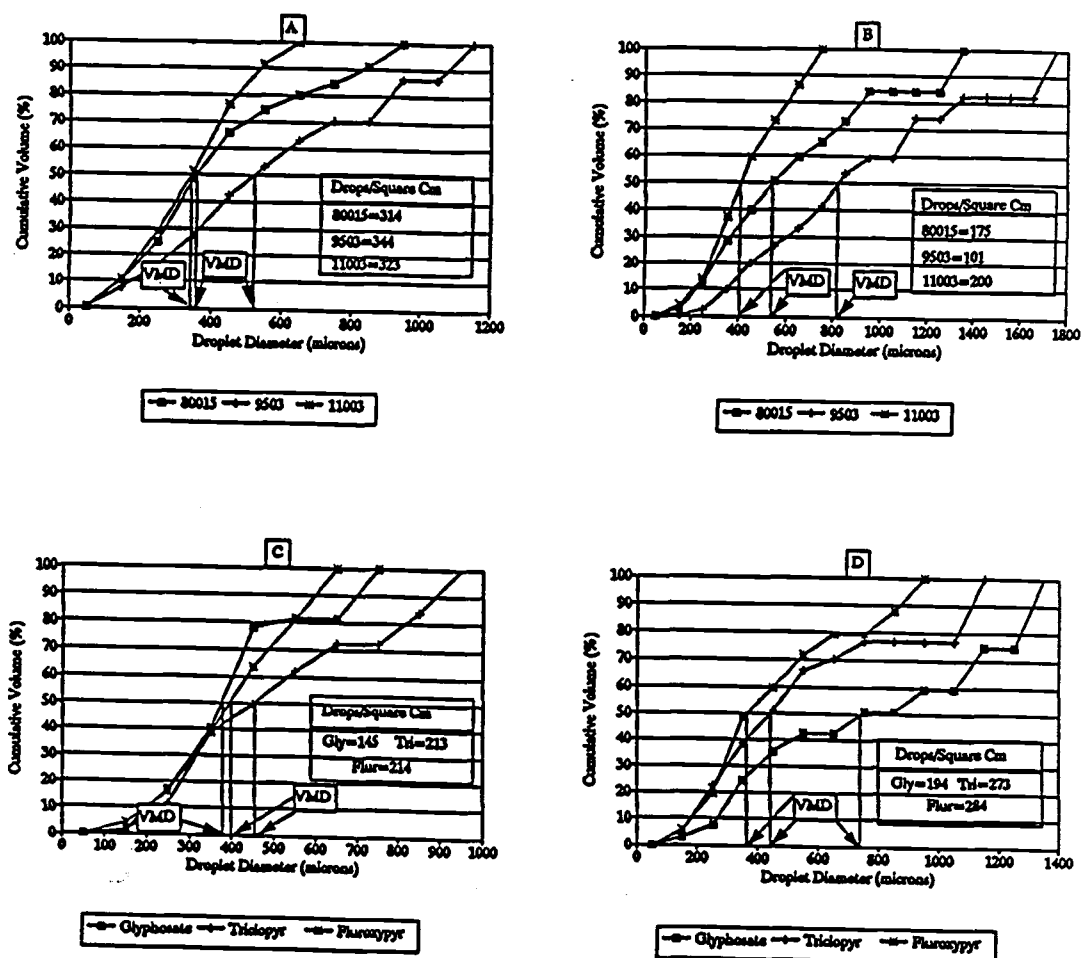 A
Cumulative Volume (%)
100
90
80
70
60
50
40
30
20
10
0
Drops/Square Cm
80015=314
9503=344
11003=323
VMD
VMD
0 200 400 600 800 1000 1200
Droplet Diameter (microns)
80015 9503 11003
B
Cumulative Volume (%)
100
90
80
70
60
50
40
30
20
10
0
Drops/Square Cm
80015=175
9503=101
11003=200
VMD
VMD
0 200 400 600 800 1000 1200 1400 1600 1800
Droplet Diameter (microns)
80015 9503 11003
C
Cumulative Volume (%)
100
90
80
70
60
50
40
30
20
10
0
Drops/Square Cm
Gly=145 Tri=213
Flur=214
VMD
VMD
0 100 200 300 400 500 600 700 800 900 1000
Droplet Diameter (microns)
Glyphosate Triclopyr Fluroxypyr
D
Cumulative Volume (%)
100
90
80
70
60
50
40
30
20
10
0
Drops/Square Cm
Gly=194 Tri=273
Flur=284
VMD
0 200 400 600 800 1000 1200 1400
Droplet Diameter (microns)
Glyphosate Triclopyr Fluroxypyr